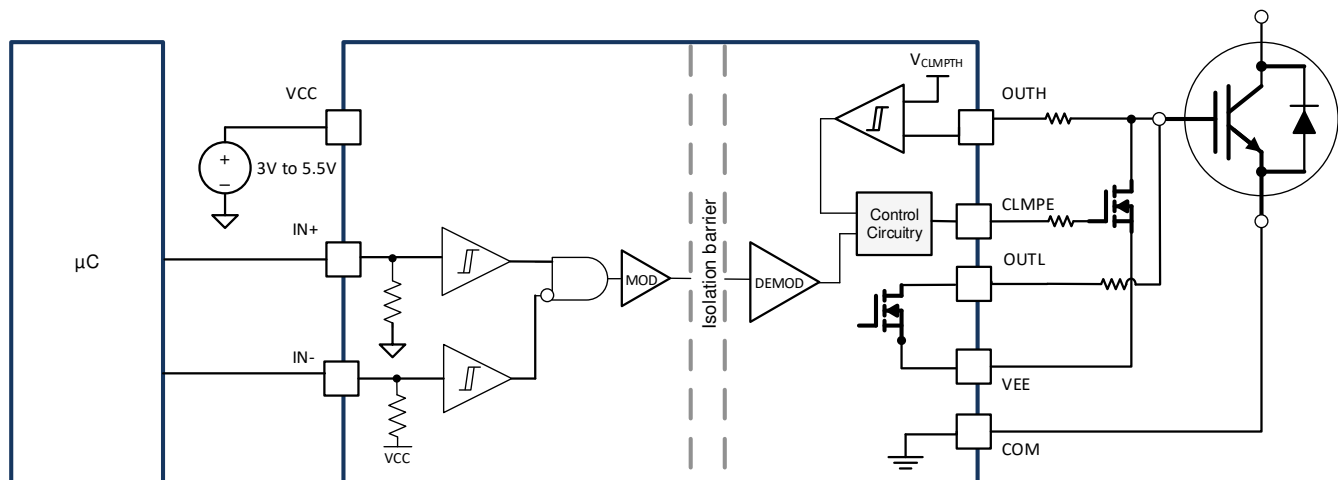 VCLMPTH
VCC
OUTH
+
3V to 5.5V
−
CLMPE
Control
Circuitry
IN+
µC
OUTL
MOD
Isolation barrier
DEMOD
IN-
VEE
VCC
COM